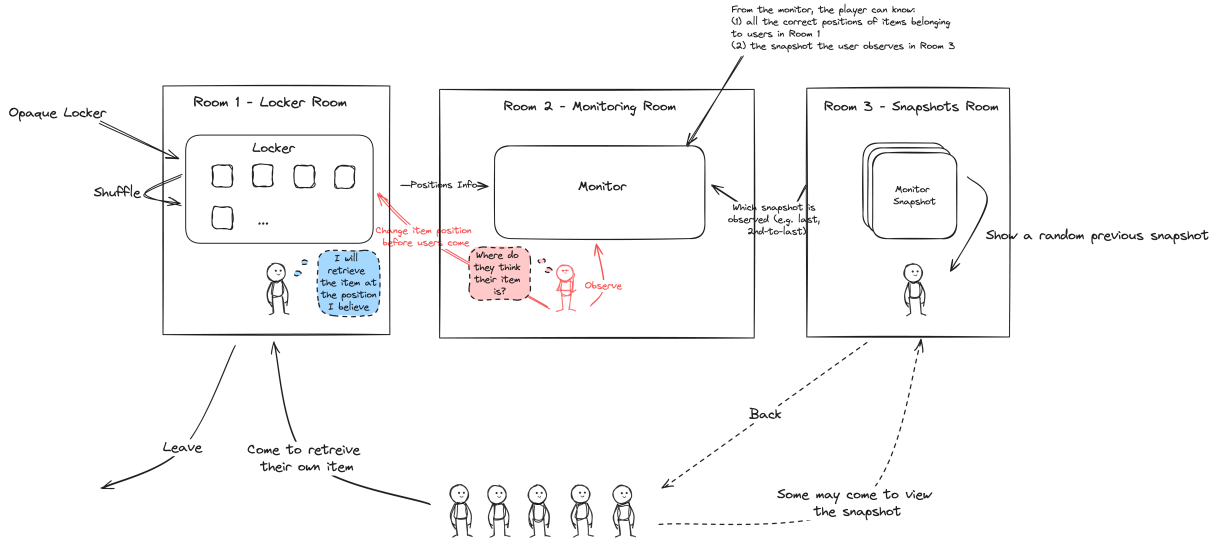 From the monitor, the player can know:
(1) all the correct positions of items belonging
to users in Room 1
(2) the snapshot the user observes in Room 3
Room 1 - Locker Room
Room 2 - Monitoring Room
Room 3 - Snapshots Room
Opaque Locker
Locker
Shuffle
...
Positions Info
Monitor
Monitor
Snapshot
Which snapshot is
observed (e.g. last,
2nd-to-last)
Show a random previous snapshot
Change item position
before users come
I will
retrieve
the item at
the position
I believe
Where do
they think
their item
is?
Observe
Back
Leave
Come to retreive
their own item
Some may come to view
the snapshot